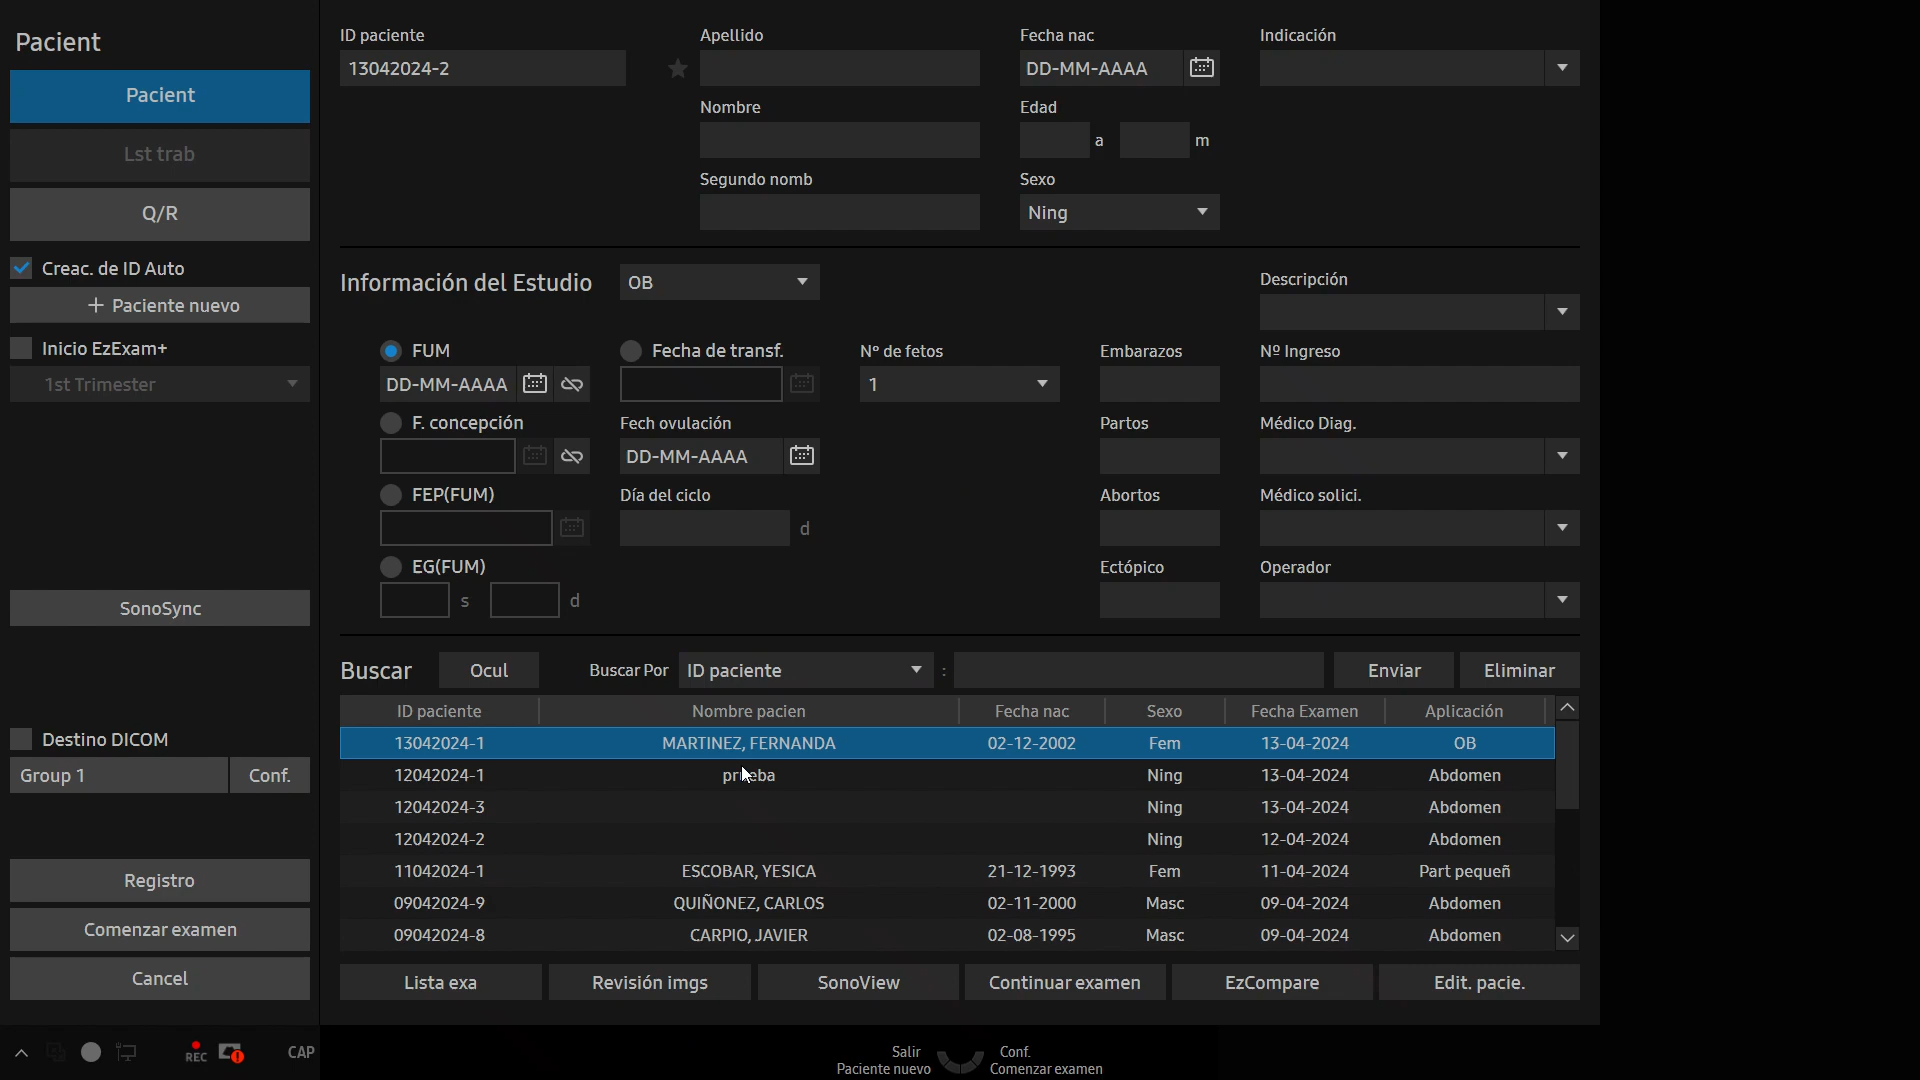 Pacient
Pacient
Lst trab
Q/R
Creac. de ID Auto
+ Paciente nuevo
Inicio EzExam+
1st Trimester
SonoSync
Destino DICOM
Group 1 Conf.
Registro
Comenzar examen
Cancel
REC CAP
ID paciente
13042024-2
Apellido
Nombre
Segundo nomb
Fecha nac
DD-MM-AAAA
Edad
a m
Sexo
Ning
Indicación
Información del Estudio OB
FUM
DD-MM-AAAA
F. concepción
FEP(FUM)
EG(FUM)
s d
Fecha de transf.
Fech ovulación
DD-MM-AAAA
Día del ciclo
d
Nº de fetos
1
Embarazos
Partos
Abortos
Ectópico
Descripción
Nº Ingreso
Médico Diag.
Médico solici.
Operador
Buscar Ocul Buscar Por ID paciente : Enviar Eliminar
ID paciente Nombre pacien Fecha nac Sexo Fecha Examen Aplicación
13042024-1 MARTINEZ, FERNANDA 02-12-2002 Fem 13-04-2024 OB
12042024-1 prueba Ning 13-04-2024 Abdomen
12042024-3 Ning 13-04-2024 Abdomen
12042024-2 Ning 12-04-2024 Abdomen
11042024-1 ESCOBAR, YESICA 21-12-1993 Fem 11-04-2024 Part pequeñ
09042024-9 QUIÑONEZ, CARLOS 02-11-2000 Masc 09-04-2024 Abdomen
09042024-8 CARPIO, JAVIER 02-08-1995 Masc 09-04-2024 Abdomen
Lista exa Revisión imgs SonoView Continuar examen EzCompare Edit. pacie.
Salir Conf.
Paciente nuevo Comenzar examen